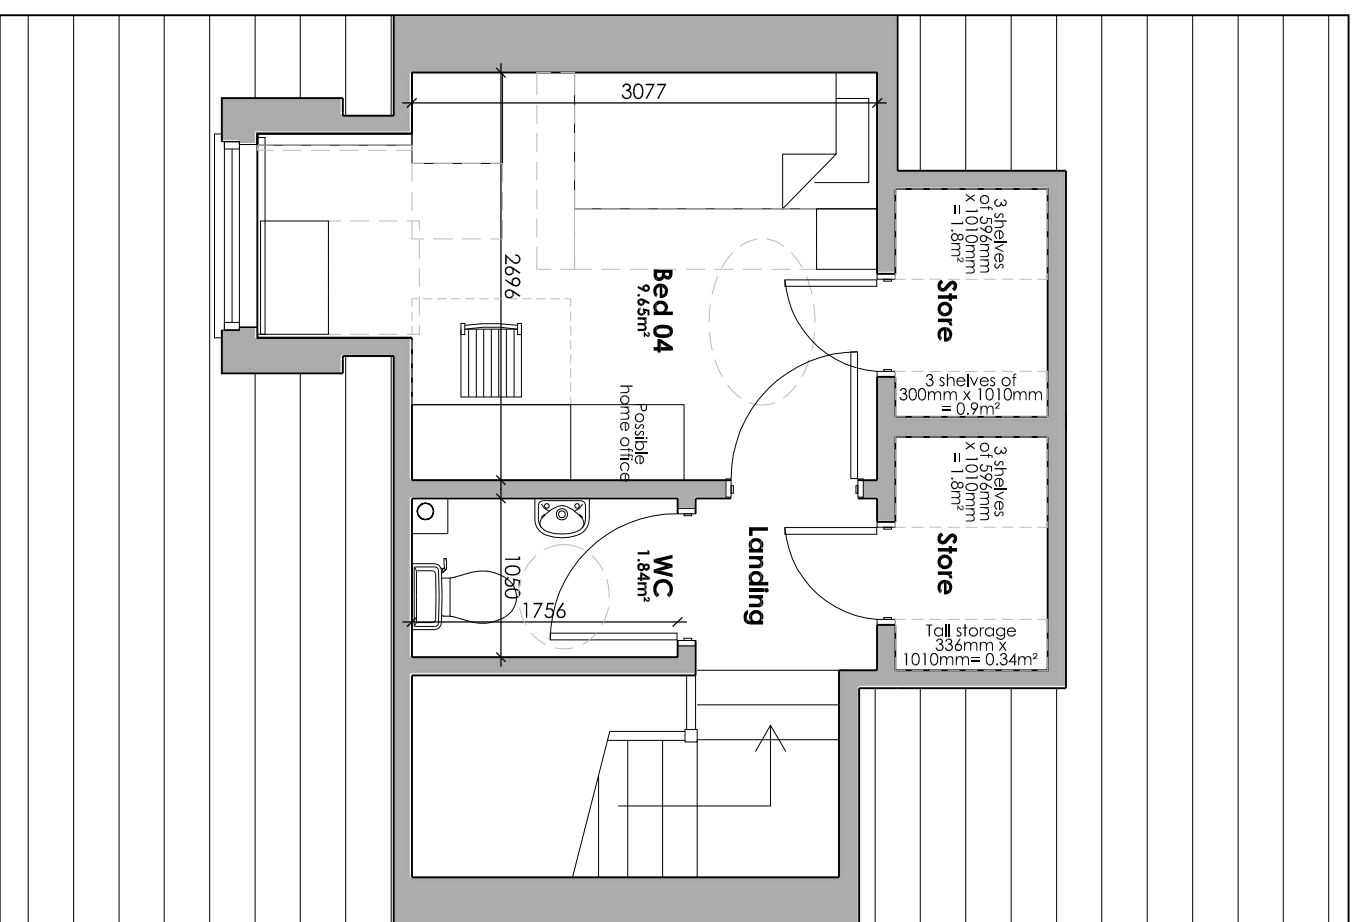 3077
2696
Bed 04
9.65m²
Possible
home office
3 shelves
of 596mm
x 1010mm
= 1.8m²
Store
3 shelves of
300mm x 1010mm
= 0.9m²
3 shelves
of 596mm
x 1010mm
= 1.8m²
Store
Tall storage
336mm x
1010mm= 0.34m²
Landing
WC
1.84m²
1050
1756